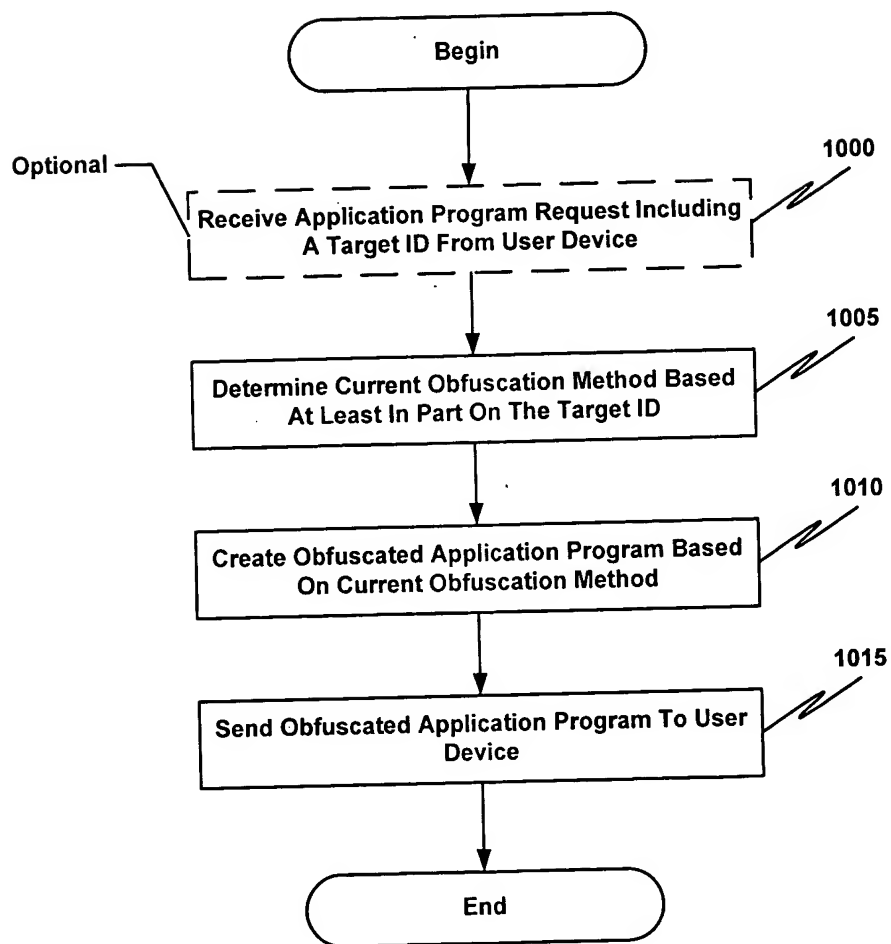 Begin
Optional
1000
Receive Application Program Request Including
A Target ID From User Device
1005
Determine Current Obfuscation Method Based
At Least In Part On The Target ID
1010
Create Obfuscated Application Program Based
On Current Obfuscation Method
1015
Send Obfuscated Application Program To User
Device
End